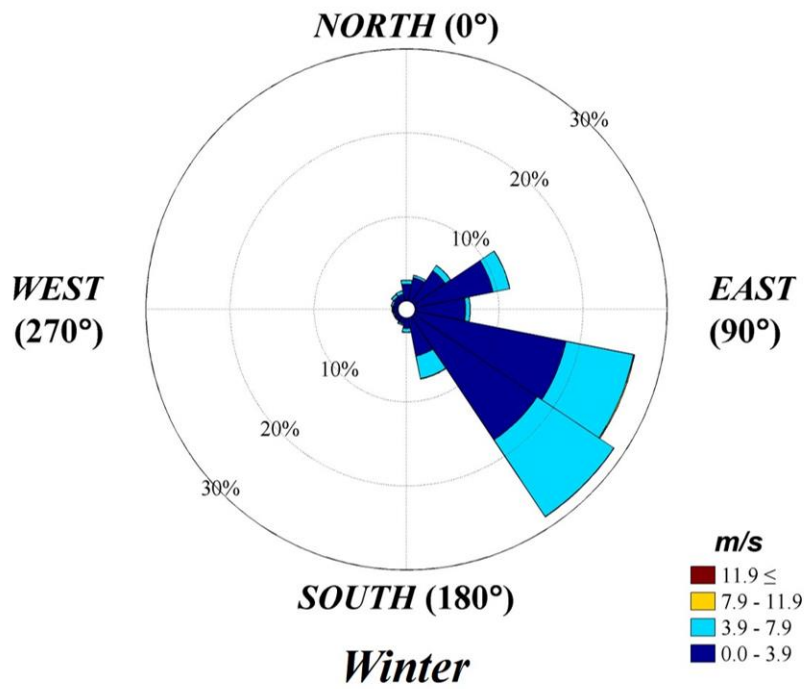 NORTH (0°)
30%
20%
10%
WEST
(270°)
EAST
(90°)
10%
20%
30%
SOUTH (180°)
m/s
11.9 ≤
7.9 - 11.9
3.9 - 7.9
0.0 - 3.9
Winter